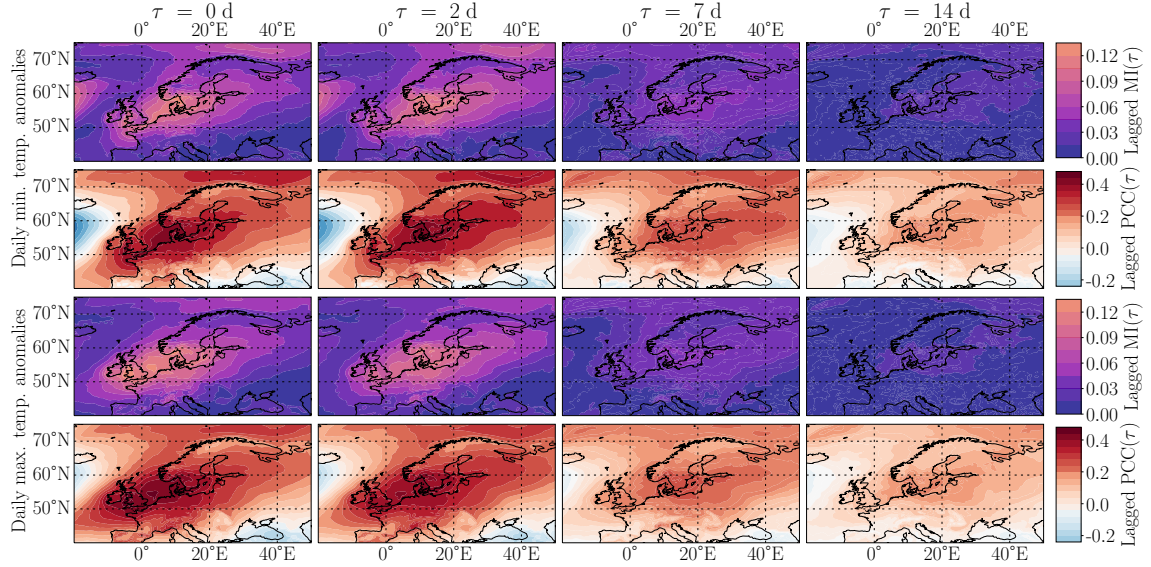 τ = 0 d τ = 2 d τ = 7 d τ = 14 d
0° 20°E 0° 20°E 0° 20°E 40°E 0° 20°E 40°E
Daily min. temp. anomalies
70°N
60°N
50°N
0.12
0.09
0.06
0.03
0.00
Lagged MI(τ)
70°N
60°N
50°N
0.4
0.2
0.0
-0.2
Lagged PCC(τ)
Daily max. temp. anomalies
70°N
60°N
50°N
0.12
0.09
0.06
0.03
0.00
Lagged MI(τ)
70°N
60°N
50°N
0.4
0.2
0.0
-0.2
Lagged PCC(τ)
0° 20°E 40°E 0° 20°E 40°E 0° 20°E 40°E 0° 20°E 40°E